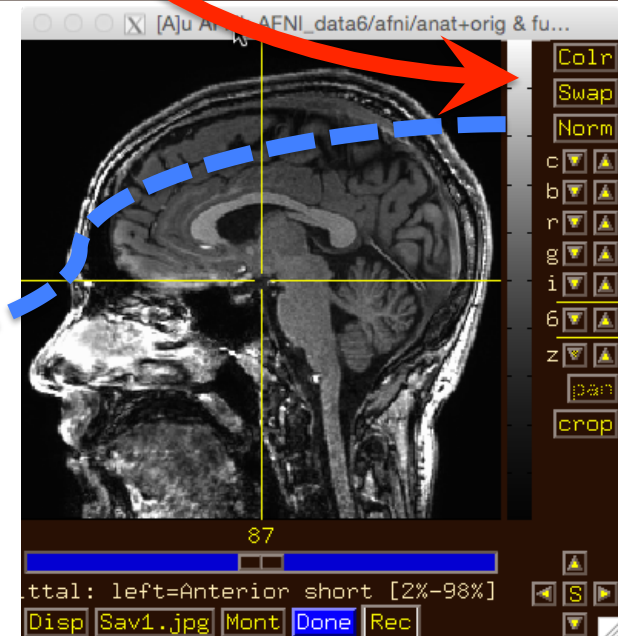 X [A]u AFNI: AFNI_data6/afni/anat+orig & fu...
Colr
Swap
Norm
c
b
r
g
i
6
z
pan
crop
87
ttal: left=Anterior short [2%-98%]
S
Disp Sav1.jpg Mont Done Rec